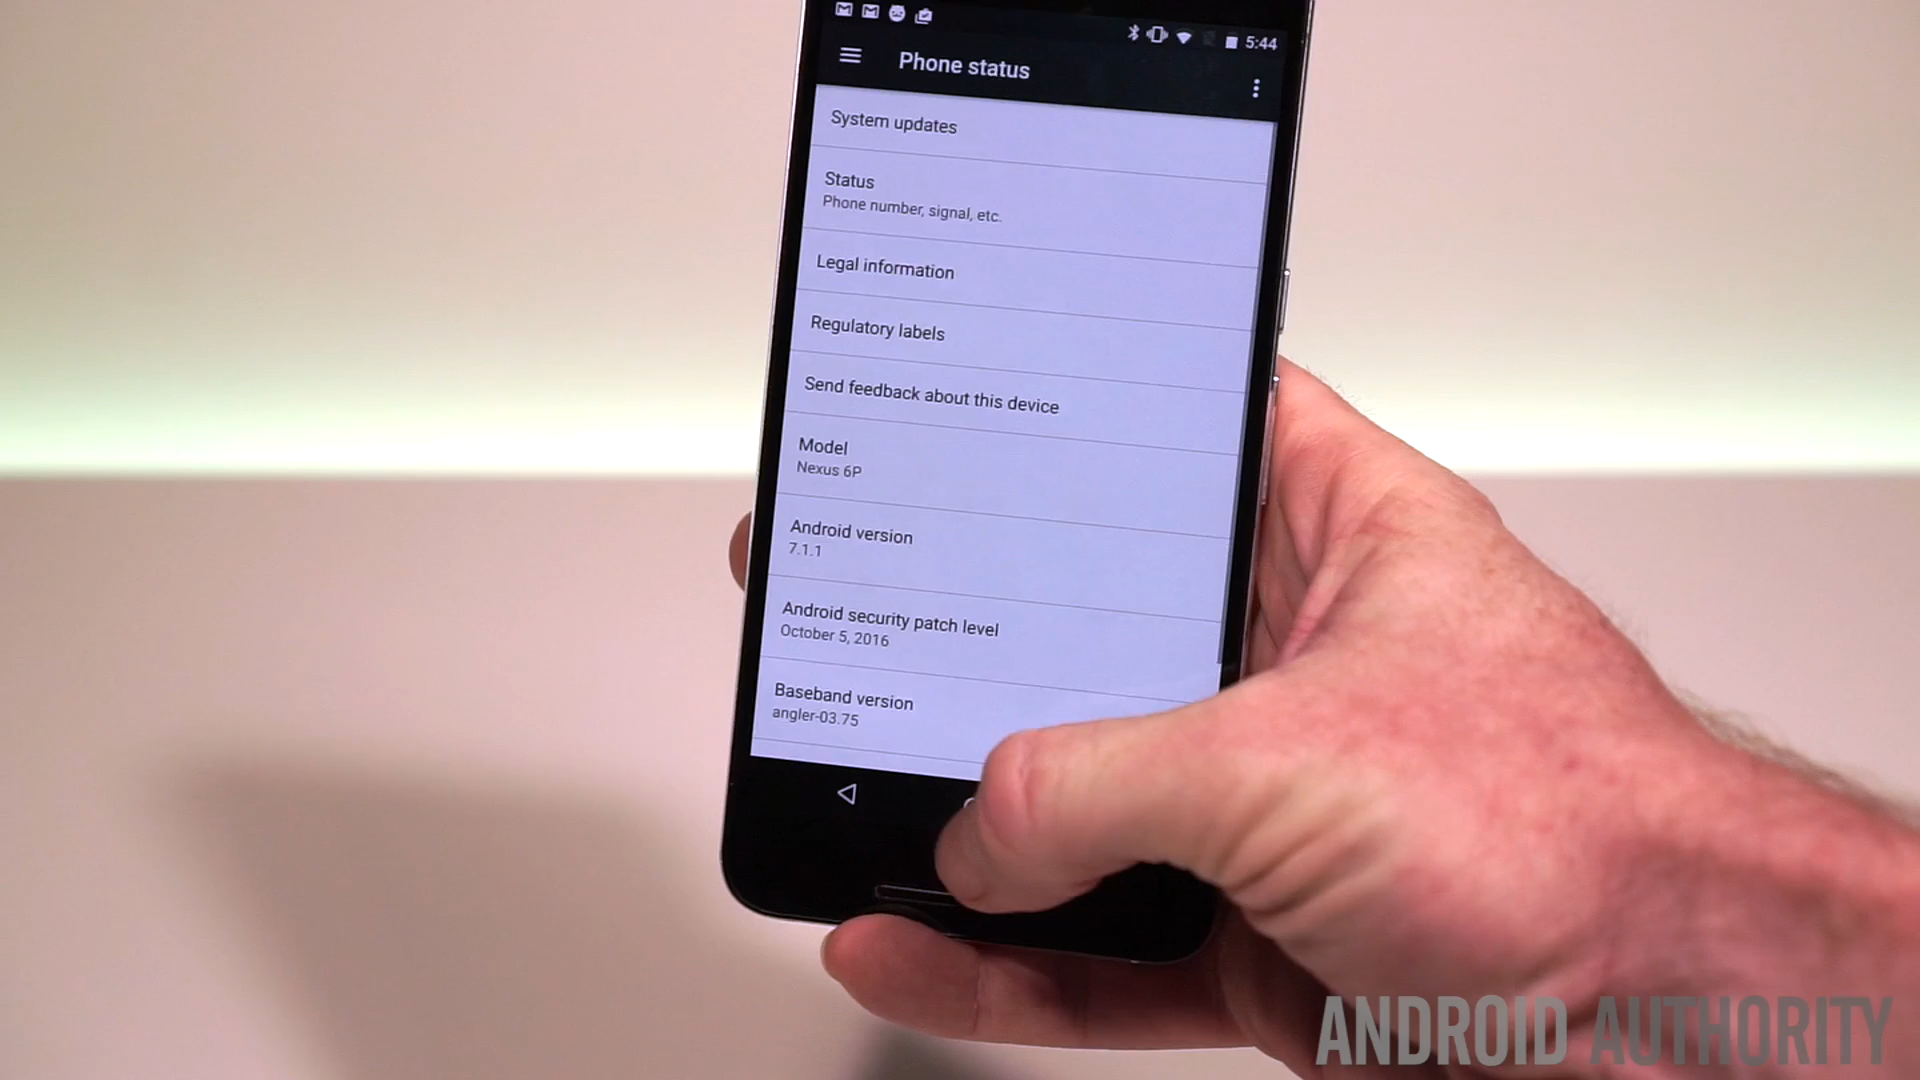 5:44
Phone status
System updates
Status
Phone number, signal, etc.
Legal information
Regulatory labels
Send feedback about this device
Model
Nexus 6P
Android version
7.1.1
Android security patch level
October 5, 2016
Baseband version
angler-03.75
ANDROID AUTHORITY